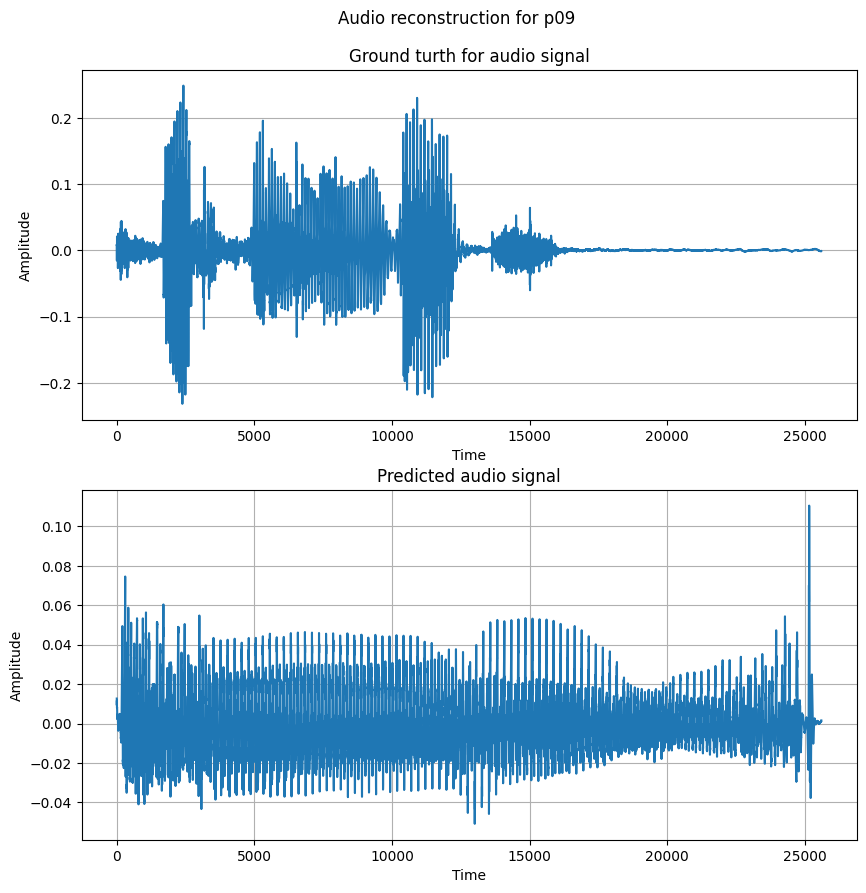 Audio reconstruction for p09
Ground turth for audio signal
0.2
0.1
0.0
−0.1
−0.2
Amplitude
0 5000 10000 15000 20000 25000
Time
Predicted audio signal
0.10
0.08
0.06
0.04
0.02
0.00
−0.02
−0.04
Amplitude
0 5000 10000 15000 20000 25000
Time